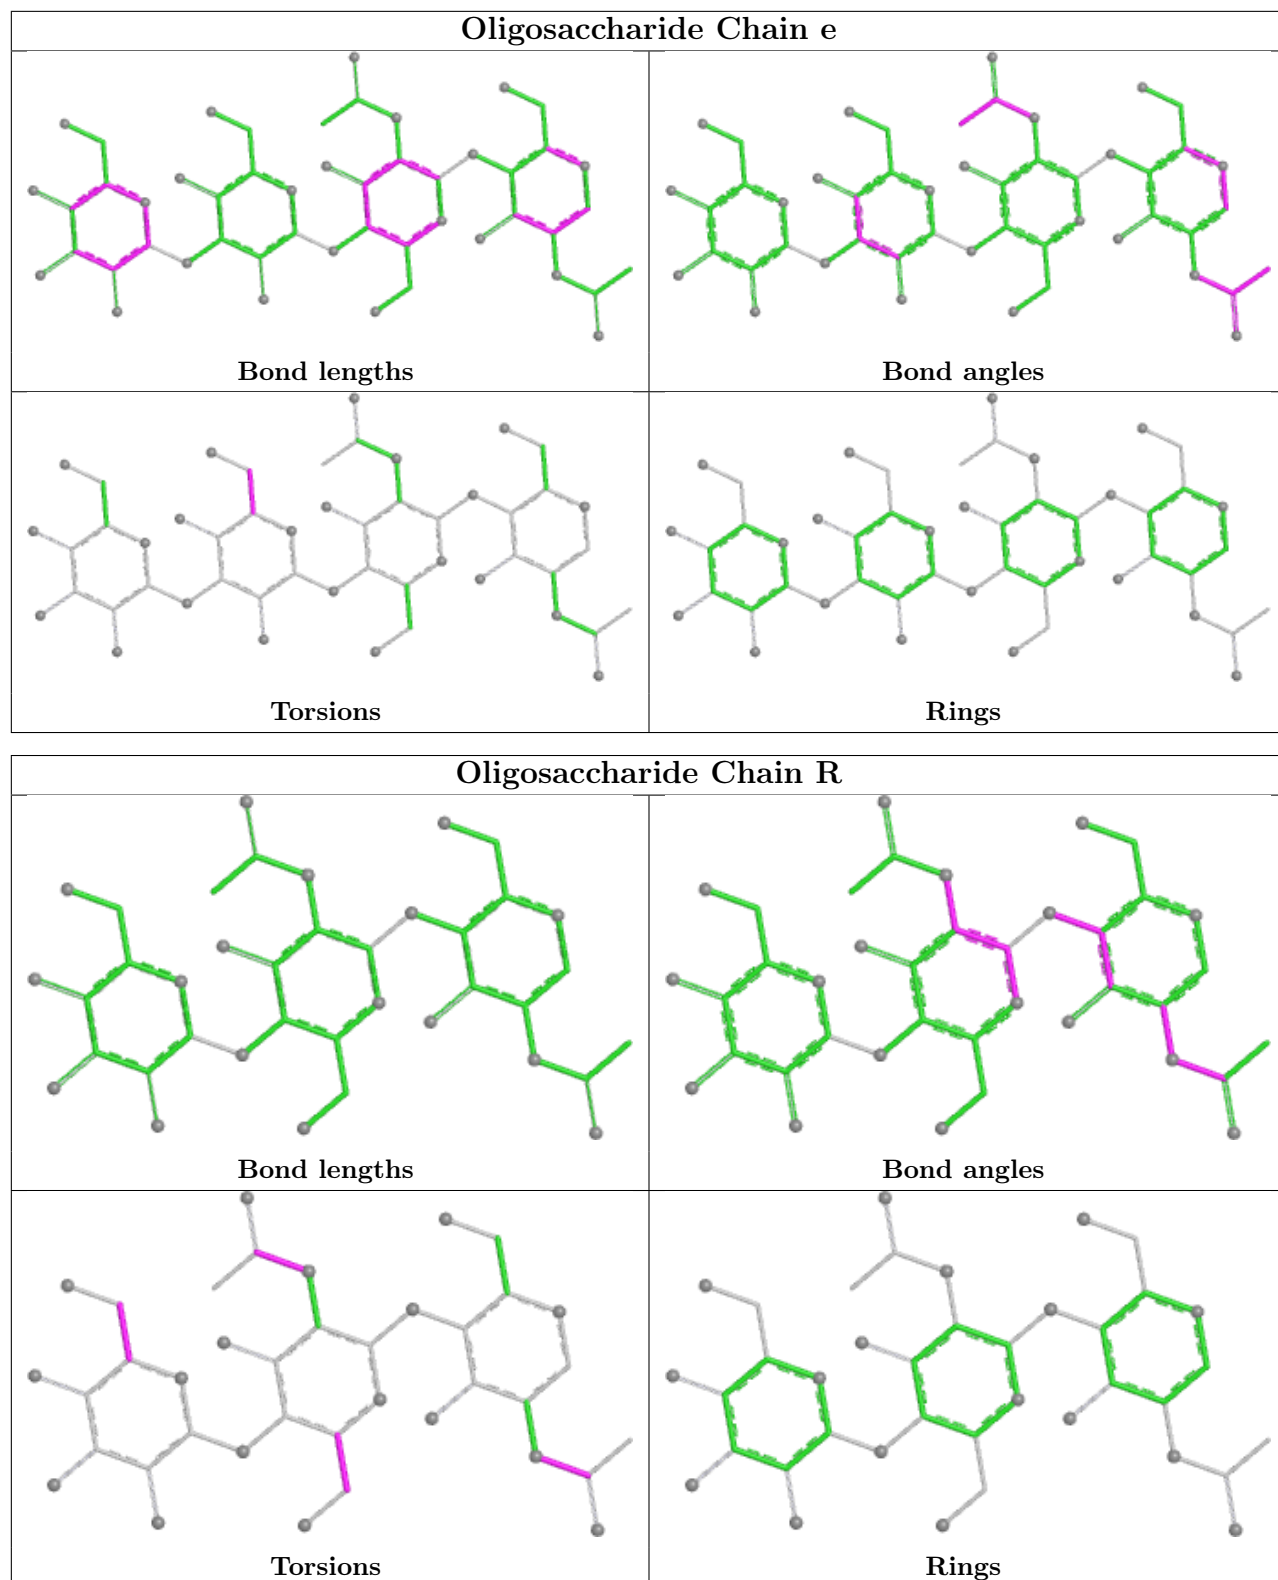 Oligosaccharide Chain e
Bond lengths
Bond angles
Torsions
Rings
Oligosaccharide Chain R
Bond lengths
Bond angles
Torsions
Rings